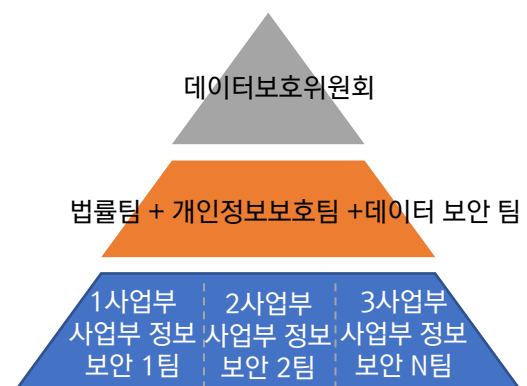 데이터보호위원회
법률팀 + 개인정보보호팀 +데이터 보안 팀
1사업부
사업부 정보
보안 1팀
2사업부
사업부 정보
보안 2팀
3사업부
사업부 정보
보안 N팀